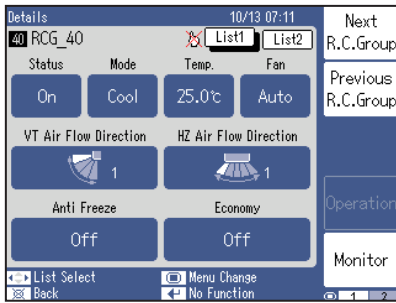 Details 10/13 07:11
40 RCG_40 List1 List2
Status Mode Temp. Fan
On Cool 25.0℃ Auto
VT Air Flow Direction HZ Air Flow Direction
1 1
Anti Freeze Economy
Off Off
List Select Menu Change
Back No Function
Next
R.C.Group
Previous
R.C.Group
Operation
Monitor
1 2